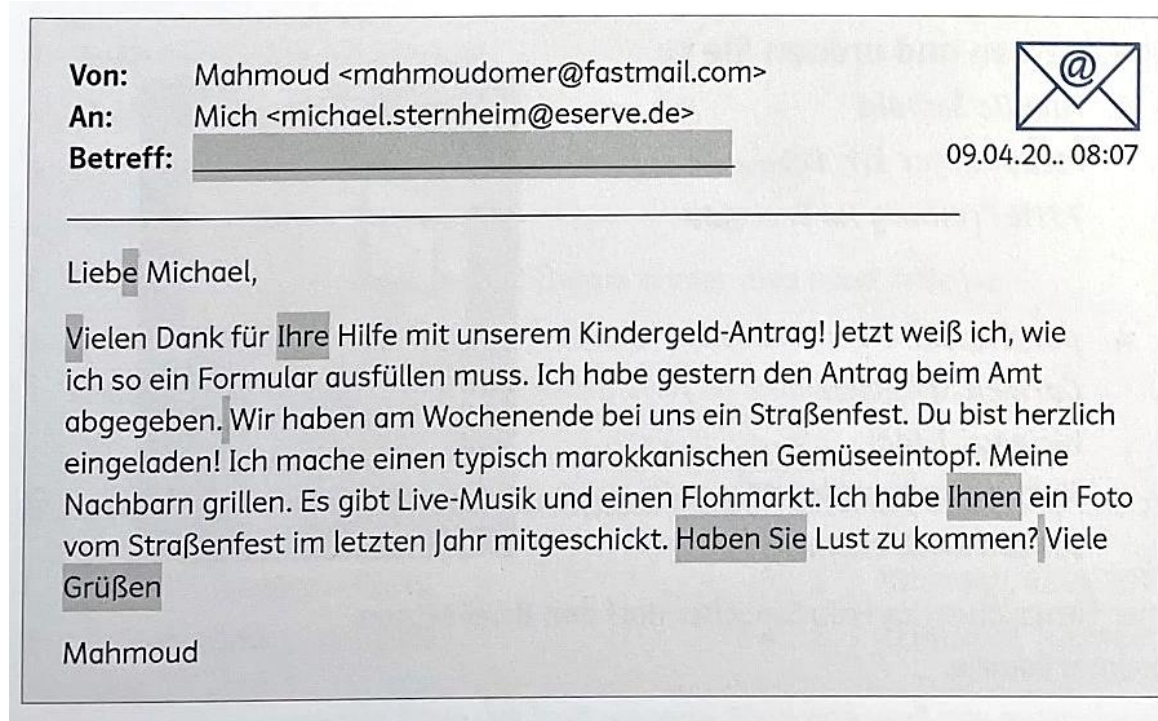 Von: Mahmoud <mahmoudomer@fastmail.com>
An: Mich <michael.sternheim@eserve.de>
Betreff:
@
09.04.20.. 08:07
Liebe Michael,
Vielen Dank für Ihre Hilfe mit unserem Kindergeld-Antrag! Jetzt weiß ich, wie
ich so ein Formular ausfüllen muss. Ich habe gestern den Antrag beim Amt
abgegeben. Wir haben am Wochenende bei uns ein Straßenfest. Du bist herzlich
eingeladen! Ich mache einen typisch marokkanischen Gemüseeintopf. Meine
Nachbarn grillen. Es gibt Live-Musik und einen Flohmarkt. Ich habe Ihnen ein Foto
vom Straßenfest im letzten Jahr mitgeschickt. Haben Sie Lust zu kommen? Viele
Grüßen
Mahmoud